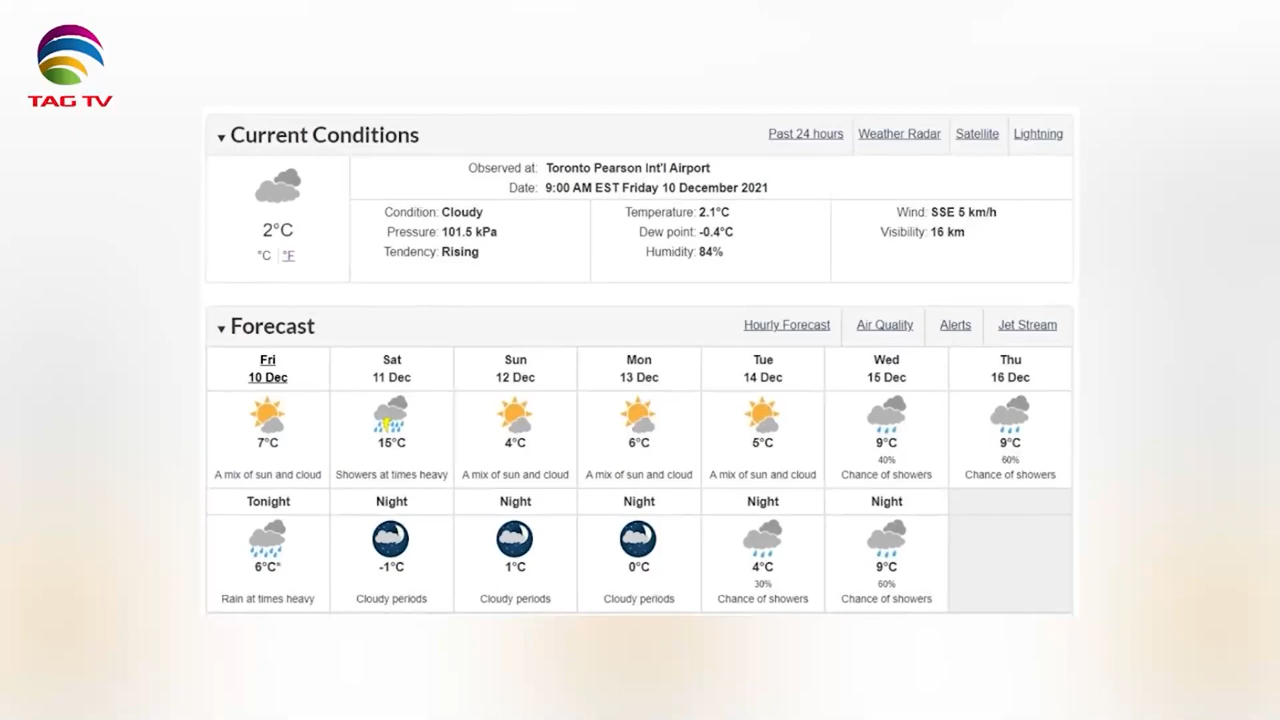 TAG TV
Current Conditions
Past 24 hours
Weather Radar
Satellite
Lightning
Observed at: Toronto Pearson Int'l Airport
Date: 9:00 AM EST Friday 10 December 2021
2°C
°C °F
Condition: Cloudy
Pressure: 101.5 kPa
Tendency: Rising
Temperature: 2.1°C
Dew point: -0.4°C
Humidity: 84%
Wind: SSE 5 km/h
Visibility: 16 km
Forecast
Hourly Forecast
Air Quality
Alerts
Jet Stream
Fri
10 Dec
Sat
11 Dec
Sun
12 Dec
Mon
13 Dec
Tue
14 Dec
Wed
15 Dec
Thu
16 Dec
7°C
A mix of sun and cloud
15°C
Showers at times heavy
4°C
A mix of sun and cloud
6°C
A mix of sun and cloud
5°C
A mix of sun and cloud
9°C
40%
Chance of showers
9°C
60%
Chance of showers
Tonight
Night
Night
Night
Night
Night
6°C*
Rain at times heavy
-1°C
Cloudy periods
1°C
Cloudy periods
0°C
Cloudy periods
4°C
30%
Chance of showers
9°C
60%
Chance of showers